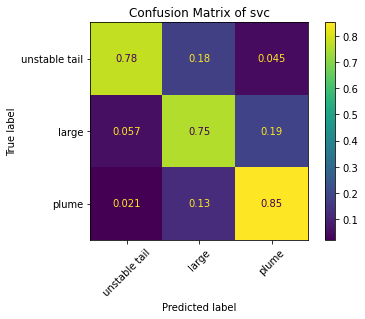 Confusion Matrix of svc
unstable tail 0.78 0.18 0.045
large 0.057 0.75 0.19
plume 0.021 0.13 0.85
unstable tail large plume
True label
Predicted label
0.8
0.7
0.6
0.5
0.4
0.3
0.2
0.1